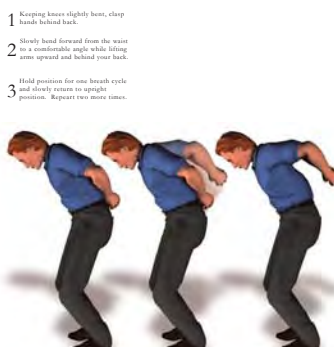 1 Keeping knees slightly bent, clasp
hands behind back.
2 Slowly bend forward from the waist
to a comfortable angle while lifting
arms upward and behind your back.
3 Hold position for one breath cycle
and slowly return to upright
position. Repeart two more times.